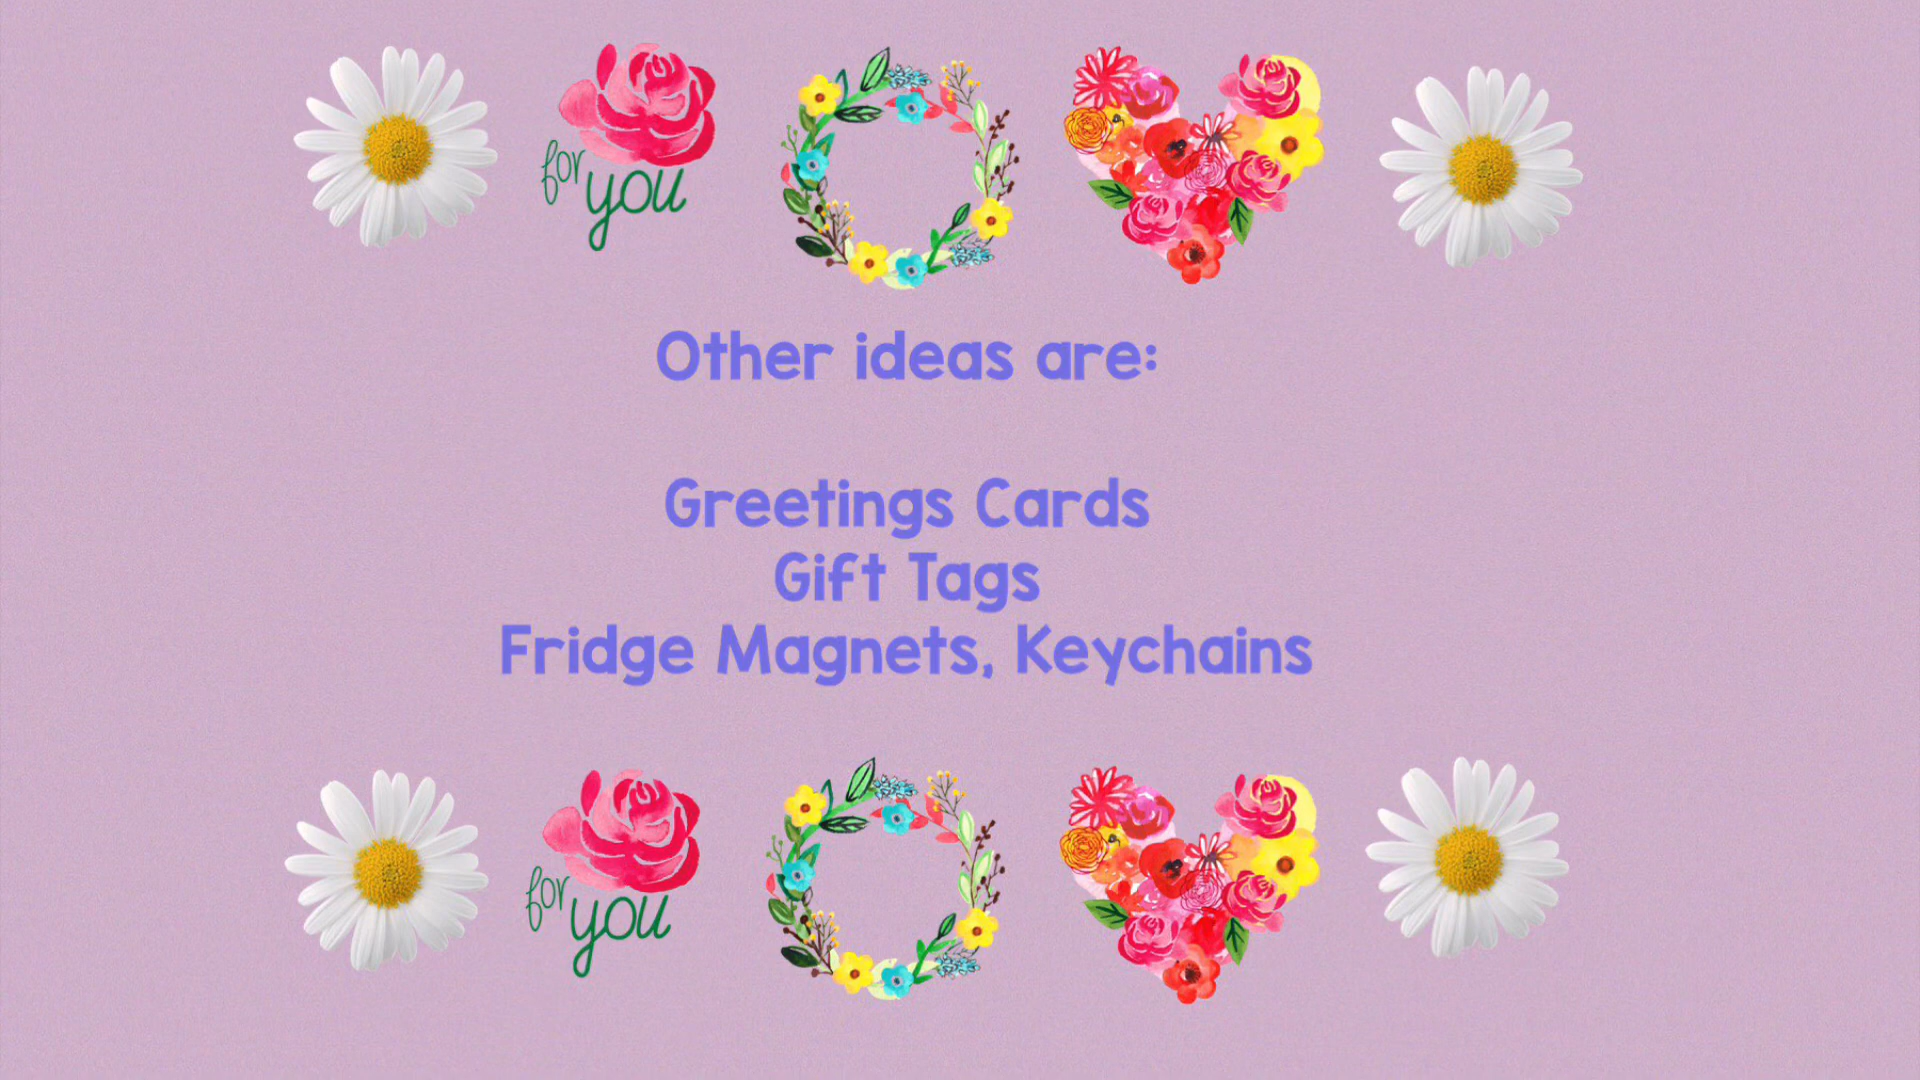 for
you
Other ideas are:
Greetings Cards
Gift Tags
Fridge Magnets, Keychains
for
you